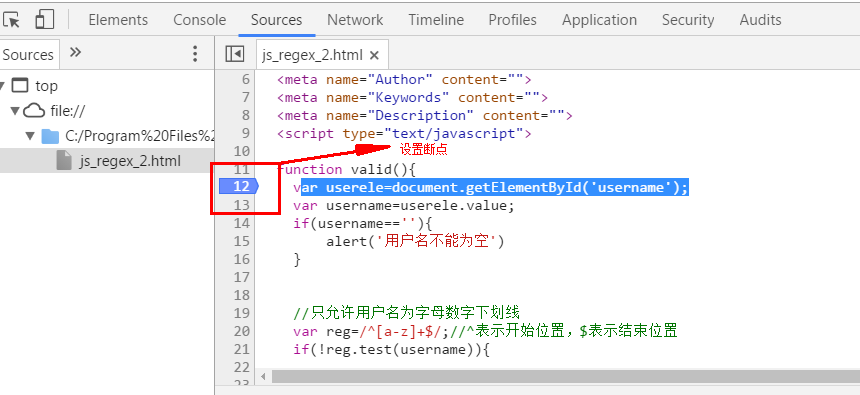 Elements Console Sources Network Timeline Profiles Application Security Audits
Sources » js_regex_2.html ×
top
file://
C:/Program%20Files%2
js_regex_2.html
6 <meta name="Author" content="">
7 <meta name="Keywords" content="">
8 <meta name="Description" content="">
9 <script type="text/javascript">
10
设置断点
11 function valid(){
12 var userele=document.getElementById('username');
13 var username=userele.value;
14 if(username==''){
15 alert('用户名不能为空')
16 }
17
18
19 //只允许用户名为字母数字下划线
20 var reg=/^[a-z]+$/;//^表示开始位置，$表示结束位置
21 if(!reg.test(username)){
22
23